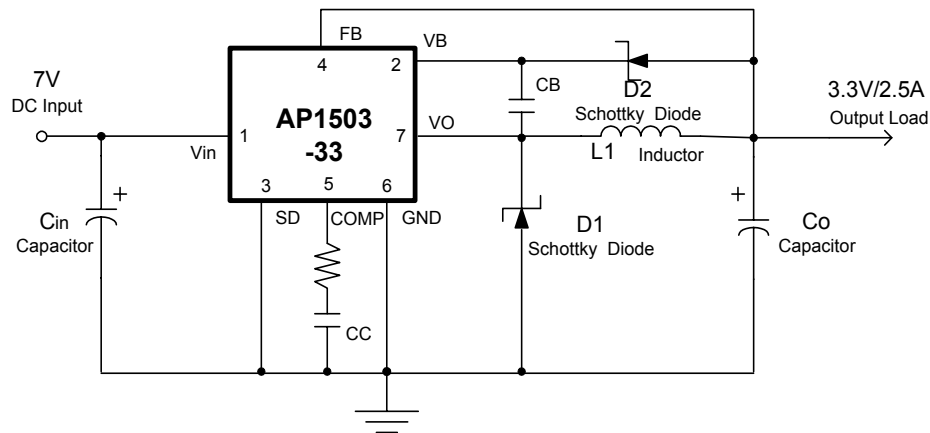 FB
VB
4
2
7V
DC Input
CB
D2
Schottky Diode
3.3V/2.5A
Output Load
AP1503
-33
1
7
VO
Vin
L1
Inductor
3
5
6
SD
COMP
GND
+
Cin
Capacitor
D1
Schottky Diode
+
Co
Capacitor
CC